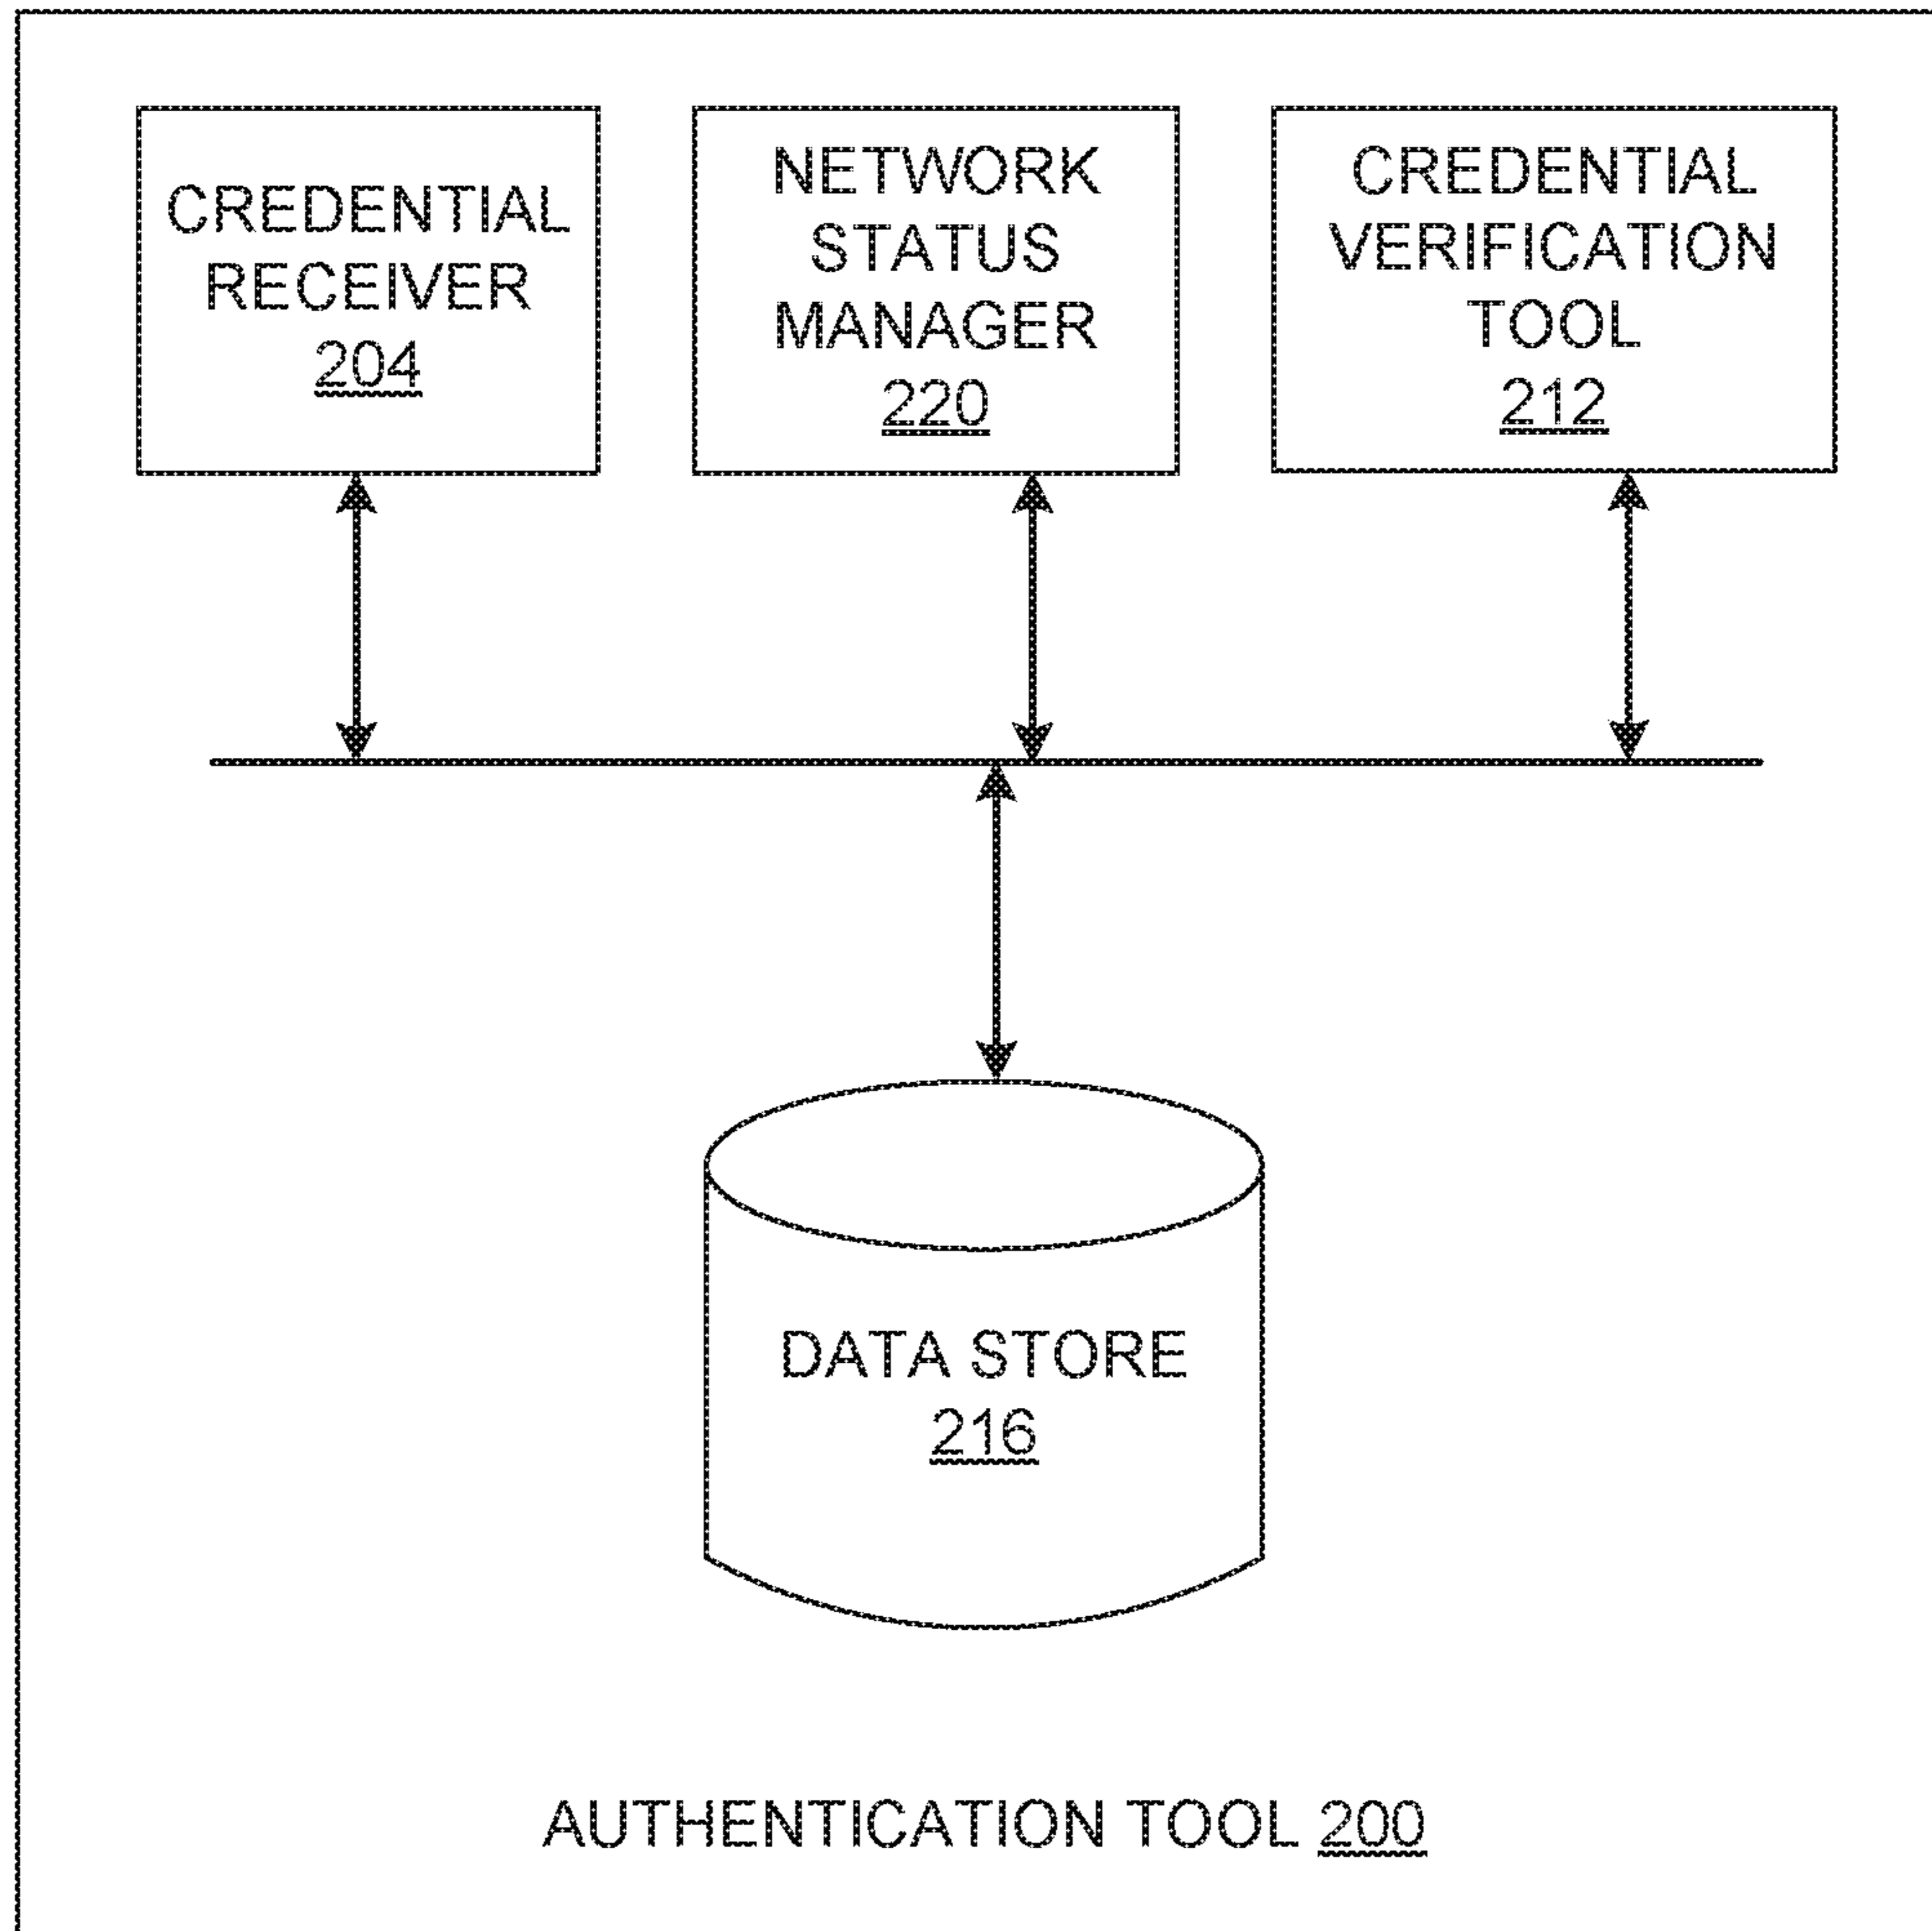 CREDENTIAL
RECEIVER
204
NETWORK
STATUS
MANAGER
220
CREDENTIAL
VERIFICATION
TOOL
212
DATA STORE
216
AUTHENTICATION TOOL 200